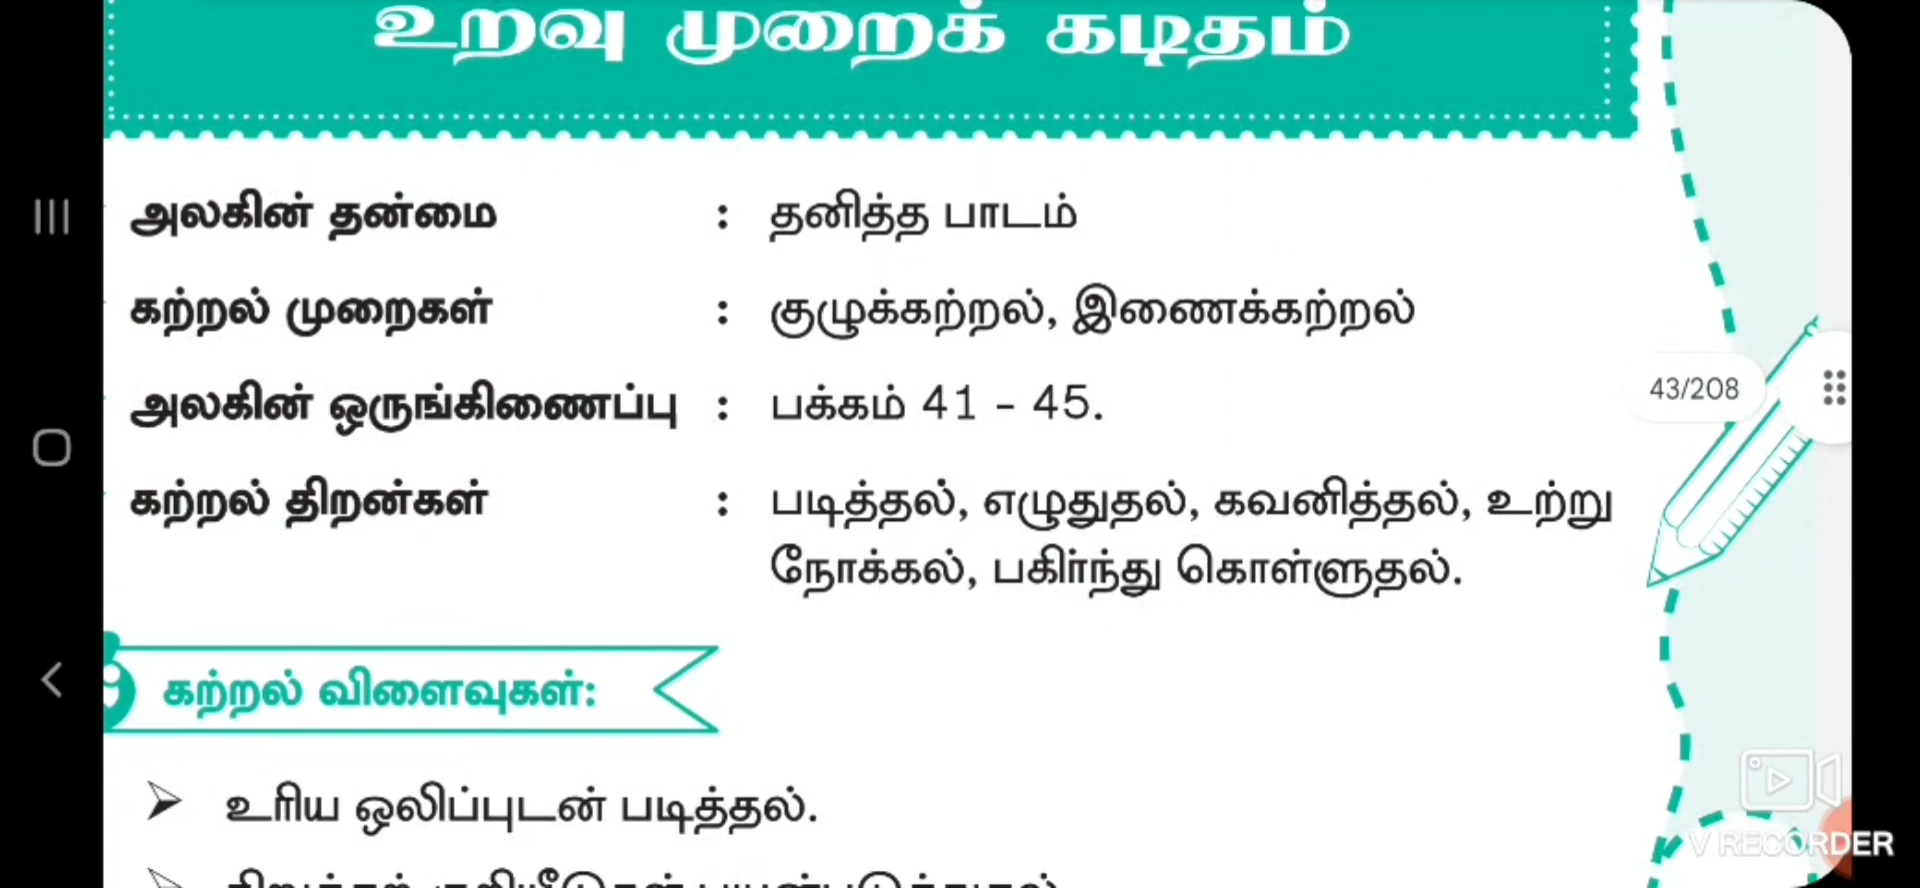 உறவு முறைக் கடிதம்
அலகின் தன்மை : தனித்த பாடம்
கற்றல் முறைகள் : குழுக்கற்றல், இணைக்கற்றல்
அலகின் ஒருங்கிணைப்பு : பக்கம் 41 - 45.
43/208
கற்றல் திறன்கள் : படித்தல், எழுதுதல், கவனித்தல், உற்று
நோக்கல், பகிர்ந்து கொள்ளுதல்.
கற்றல் விளைவுகள்:
➢ உரிய ஒலிப்புடன் படித்தல்.
V RECORDER